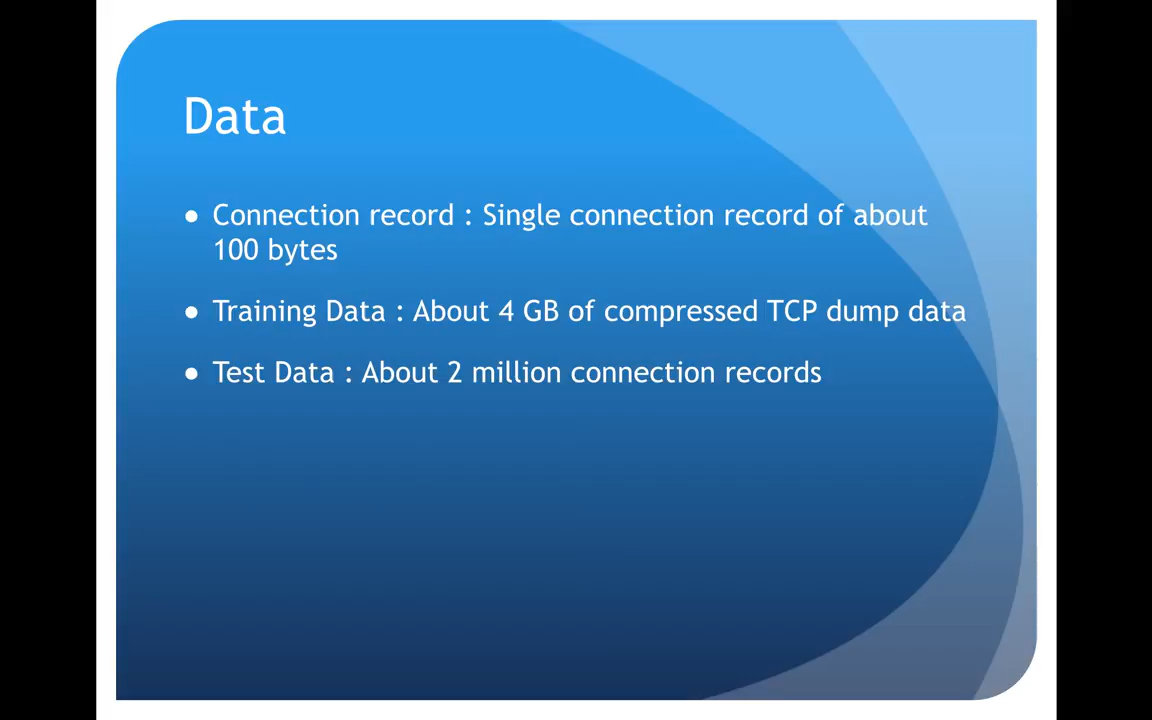 Data
● Connection record : Single connection record of about
100 bytes
● Training Data : About 4 GB of compressed TCP dump data
● Test Data : About 2 million connection records